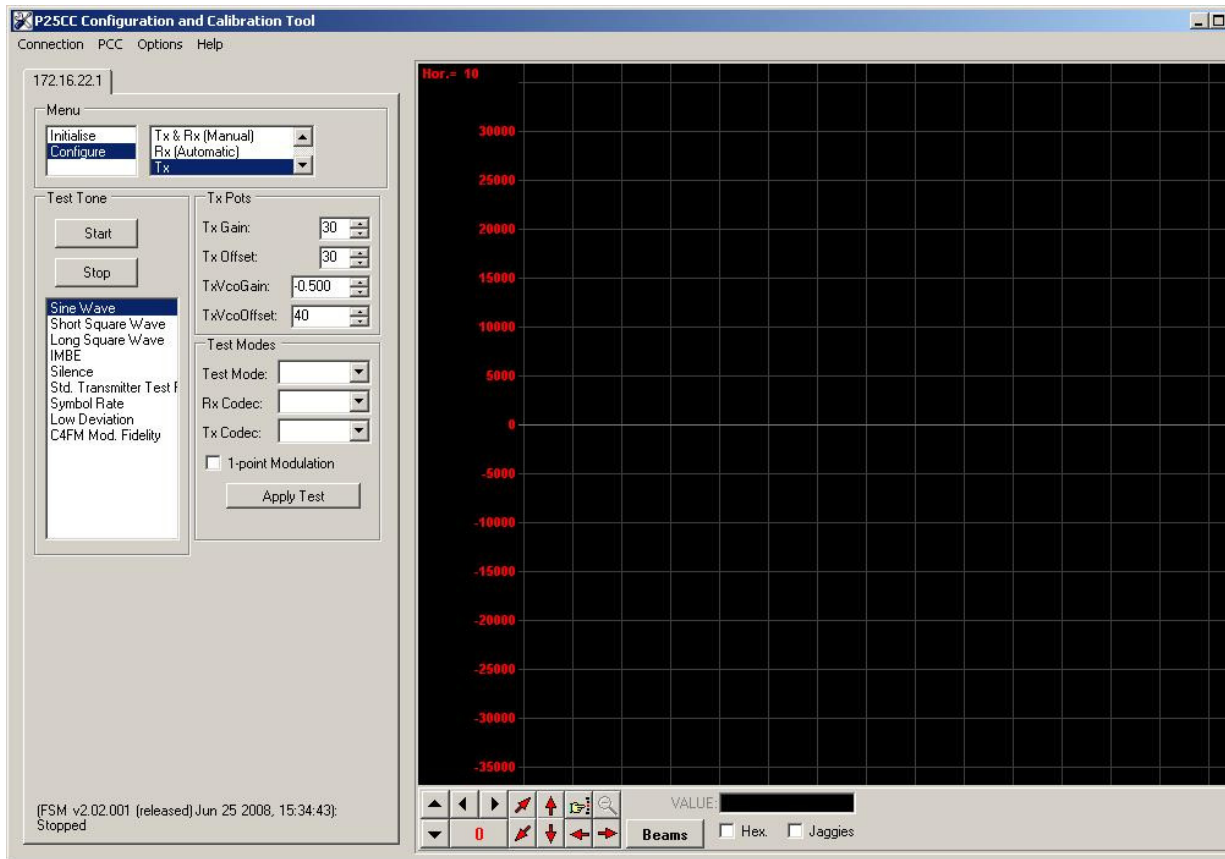 P25CC Configuration and Calibration Tool
Connection PCC Options Help
172.16.22.1
Menu
Initialise
Configure
Tx & Rx (Manual)
Rx (Automatic)
Tx
Test Tone
Start
Stop
Sine Wave
Short Square Wave
Long Square Wave
IMBE
Silence
Std. Transmitter Test
Symbol Rate
Low Deviation
C4FM Mod. Fidelity
Tx Pots
Tx Gain: 30
Tx Offset: 30
TxVcoGain: -0.500
TxVcoOffset: 40
Test Modes
Test Mode:
Rx Codec:
Tx Codec:
1-point Modulation
Apply Test
(FSM v2.02.001 (released) Jun 25 2008, 15:34:43):
Stopped
Hor.= 10
30000
25000
20000
15000
10000
5000
0
-5000
-10000
-15000
-20000
-25000
-30000
-35000
0
VALUE:
Beams
Hex.
Jaggies